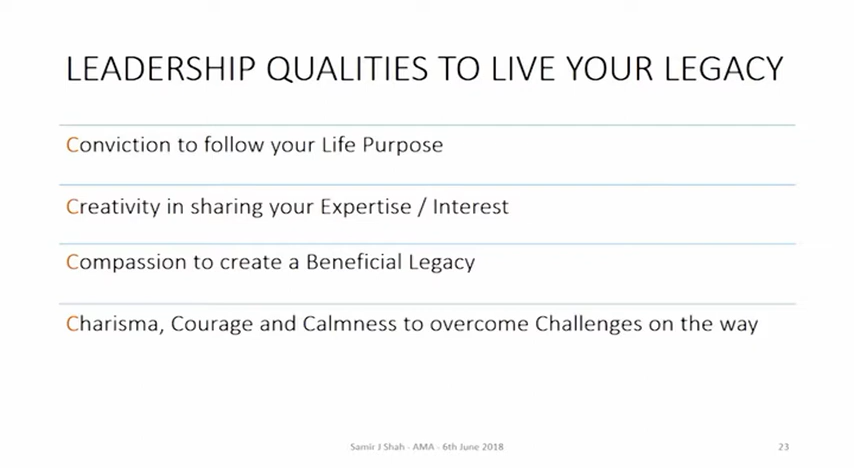 LEADERSHIP QUALITIES TO LIVE YOUR LEGACY
Conviction to follow your Life Purpose
Creativity in sharing your Expertise / Interest
Compassion to create a Beneficial Legacy
Charisma, Courage and Calmness to overcome Challenges on the way
Samir J Shah - AMA - 6th June 2018
23